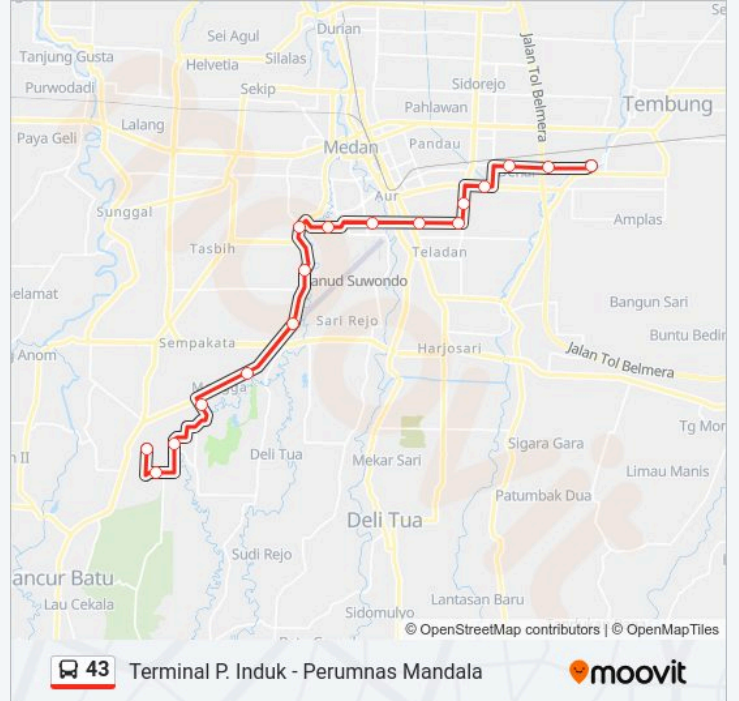 Durian
Se
Sei Agul
Tanjung Gusta
Helvetia
Silalas
Jalan Tol Belmera
Sidorejo
Purwodadi
Sekip
Tembung
Pahlawan
Lalang
Paya Geli
Medan
Pandau
Denai
Aur
Sunggal
Amplas
Tasbih
Teladan
anud Suwondo
elamat
Bangun Sari
Sari Rejo
Buntu Bedir
Sempakata
Harjosari
g Anom
Jalan Tol Belmera
Tg Mor
Sigara Gara
n II
Deli Tua
Mekar Sari
Limau Manis
Patumbak Dua
Deli Tua
Sudi Rejo
ancur Batu
Lantasan Baru
Lau Cekala
Sidomulyo
© OpenStreetMap contributors | © OpenMapTiles
43 Terminal P. Induk - Perumnas Mandala
moovit